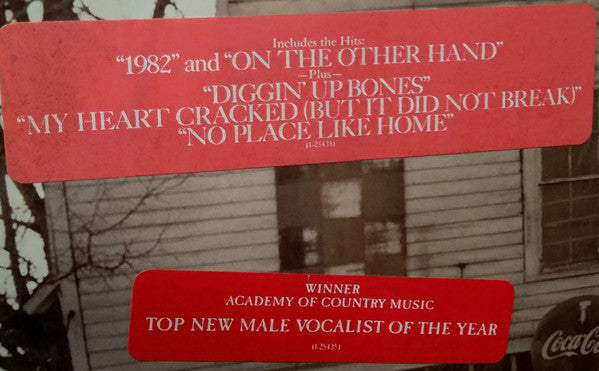 Includes the Hits:
"1982" and "ON THE OTHER HAND"
—Plus—
"DIGGIN' UP BONES"
"MY HEART CRACKED (BUT IT DID NOT BREAK)"
"NO PLACE LIKE HOME"
(1-25435)
WINNER
ACADEMY OF COUNTRY MUSIC
TOP NEW MALE VOCALIST OF THE YEAR
(1-25435)
Coca-Co